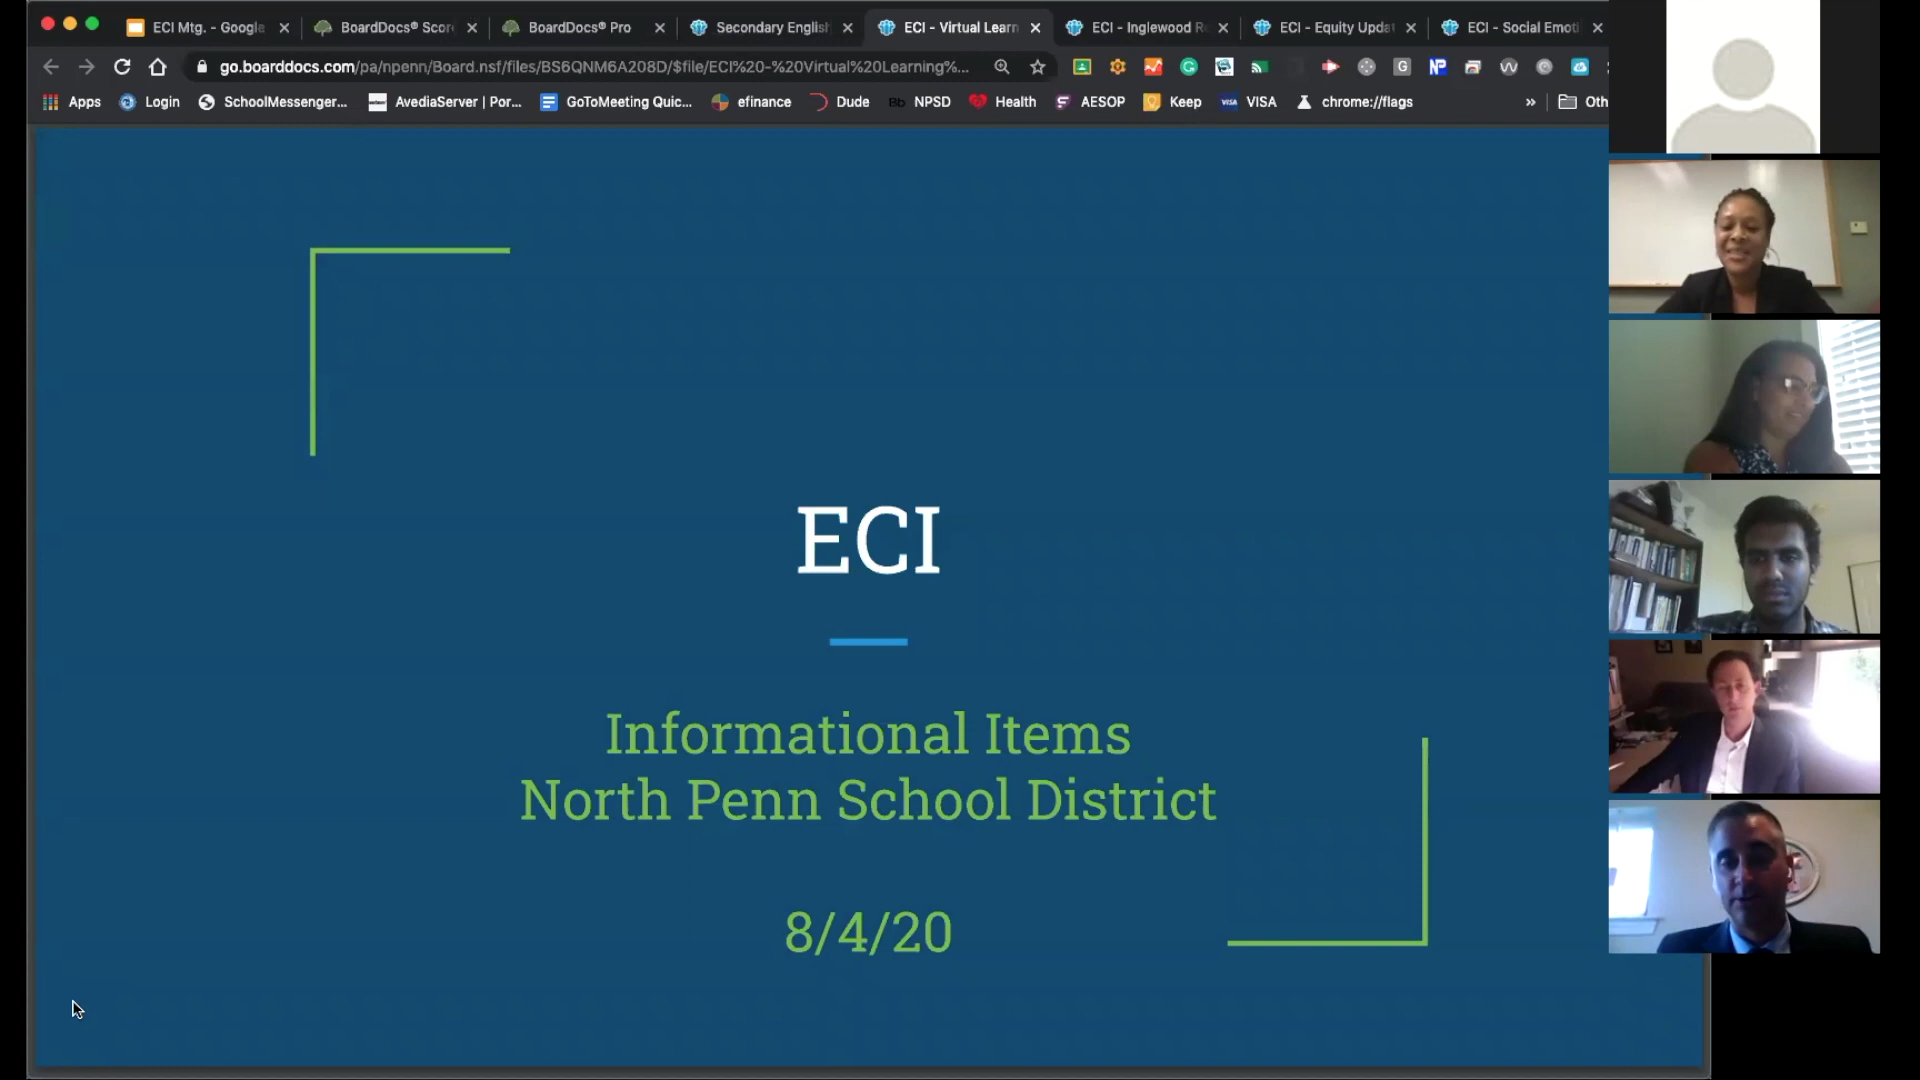 ECI Mtg. - Google
BoardDocs® Scor
BoardDocs® Pro
Secondary English
ECI - Virtual Learn
ECI - Inglewood R
ECI - Equity Upda
ECI - Social Emoti
go.boarddocs.com/pa/npenn/Board.nsf/files/BS6QNM6A208D/$file/ECI%20-%20Virtual%20Learning%...
Apps
Login
SchoolMessenger...
AvediaServer | Por...
GoToMeeting Quic...
efinance
Dude
Bb NPSD
Health
AESOP
Keep
VISA VISA
chrome://flags
»
Oth
ECI
Informational Items
North Penn School District
8/4/20